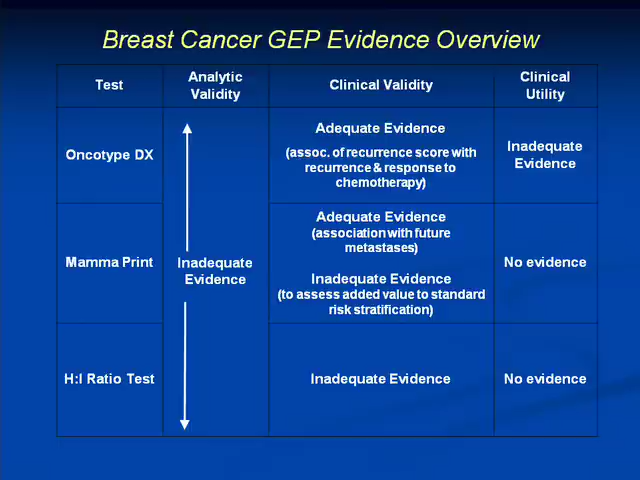 Breast Cancer GEP Evidence Overview
Test
Analytic
Validity
Clinical Validity
Clinical
Utility
Oncotype DX
Adequate Evidence
(assoc. of recurrence score with
recurrence & response to
chemotherapy)
Inadequate
Evidence
Mamma Print
Inadequate
Evidence
Adequate Evidence
(association with future
metastases)
Inadequate Evidence
(to assess added value to standard
risk stratification)
No evidence
H:I Ratio Test
Inadequate Evidence
No evidence